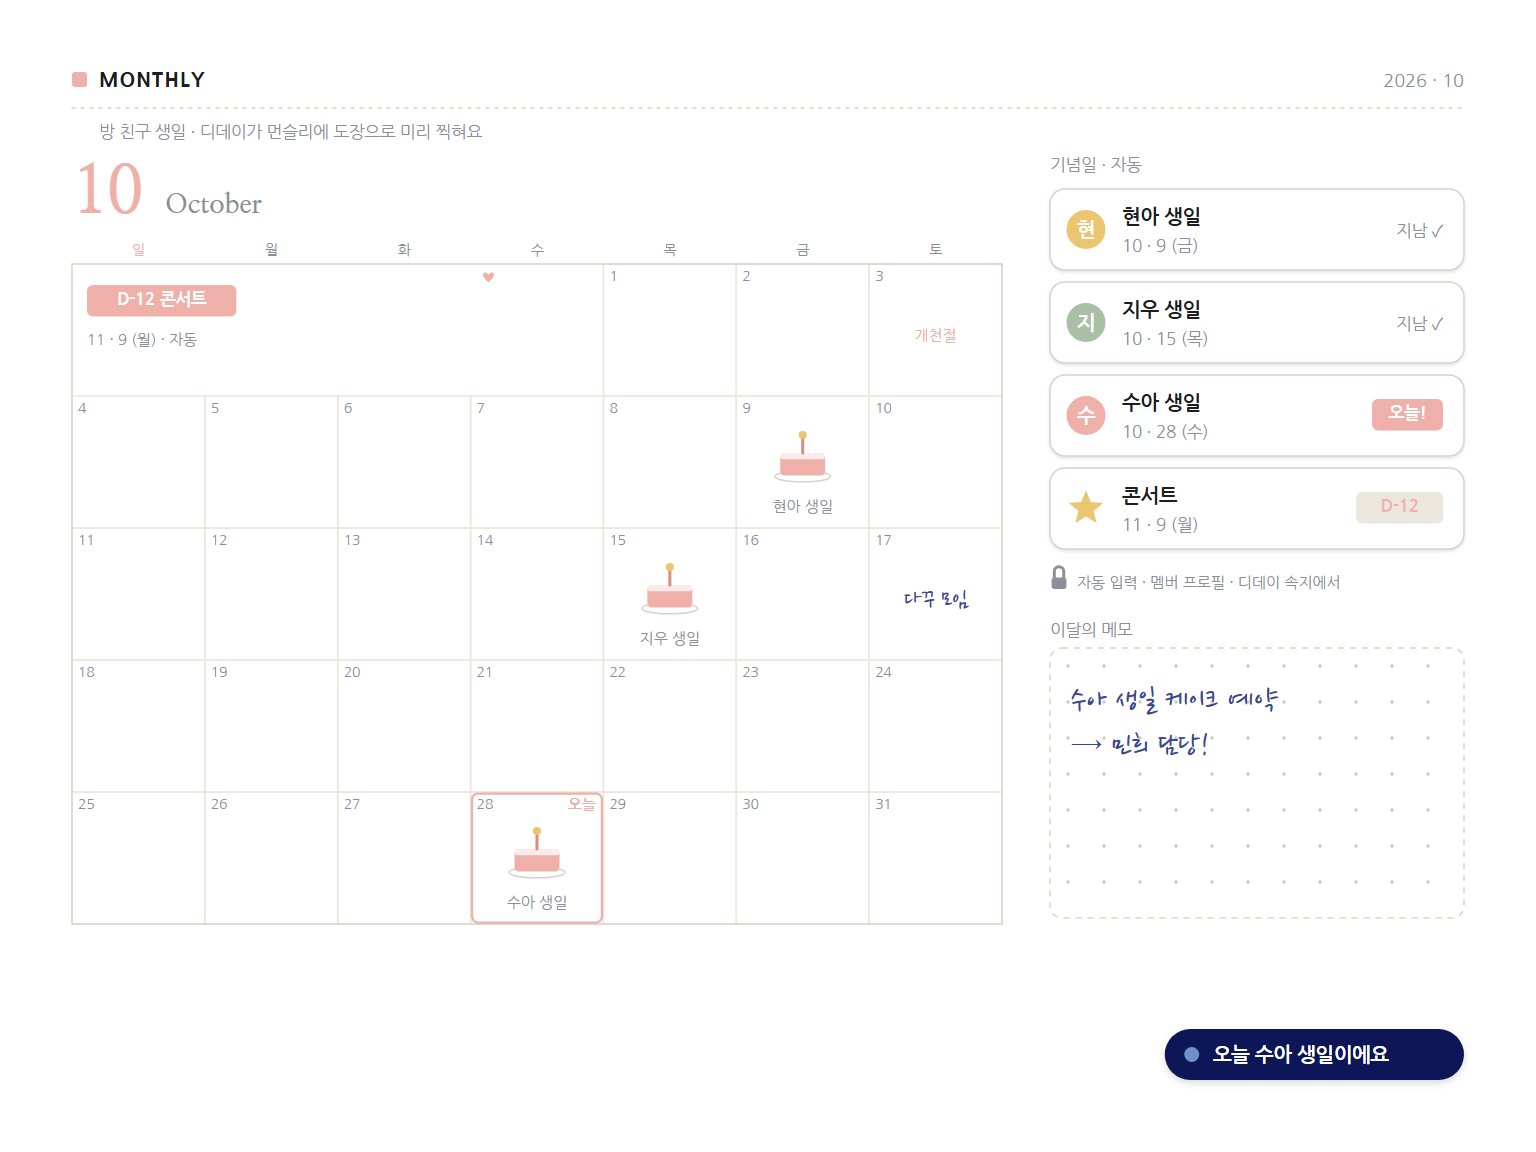 MONTHLY
2026 · 10
방 친구 생일 · 디데이가 먼슬리에 도장으로 미리 찍혀요
10 October
일 월 화 수 목 금 토
D-12 콘서트
11 · 9 (월) · 자동
1 2 3
개천절
4 5 6 7 8 9 10
현아 생일
11 12 13 14 15 16 17
지우 생일
다꾸 모임
18 19 20 21 22 23 24
25 26 27 28 오늘 29 30 31
수아 생일
기념일 · 자동
현
현아 생일
10 · 9 (금)
지남 ✓
지
지우 생일
10 · 15 (목)
지남 ✓
수
수아 생일
10 · 28 (수)
오늘!
콘서트
11 · 9 (월)
D-12
자동 입력 · 멤버 프로필 · 디데이 속지에서
이달의 메모
수아 생일 케이크 예약
→ 민희 담당!
오늘 수아 생일이에요